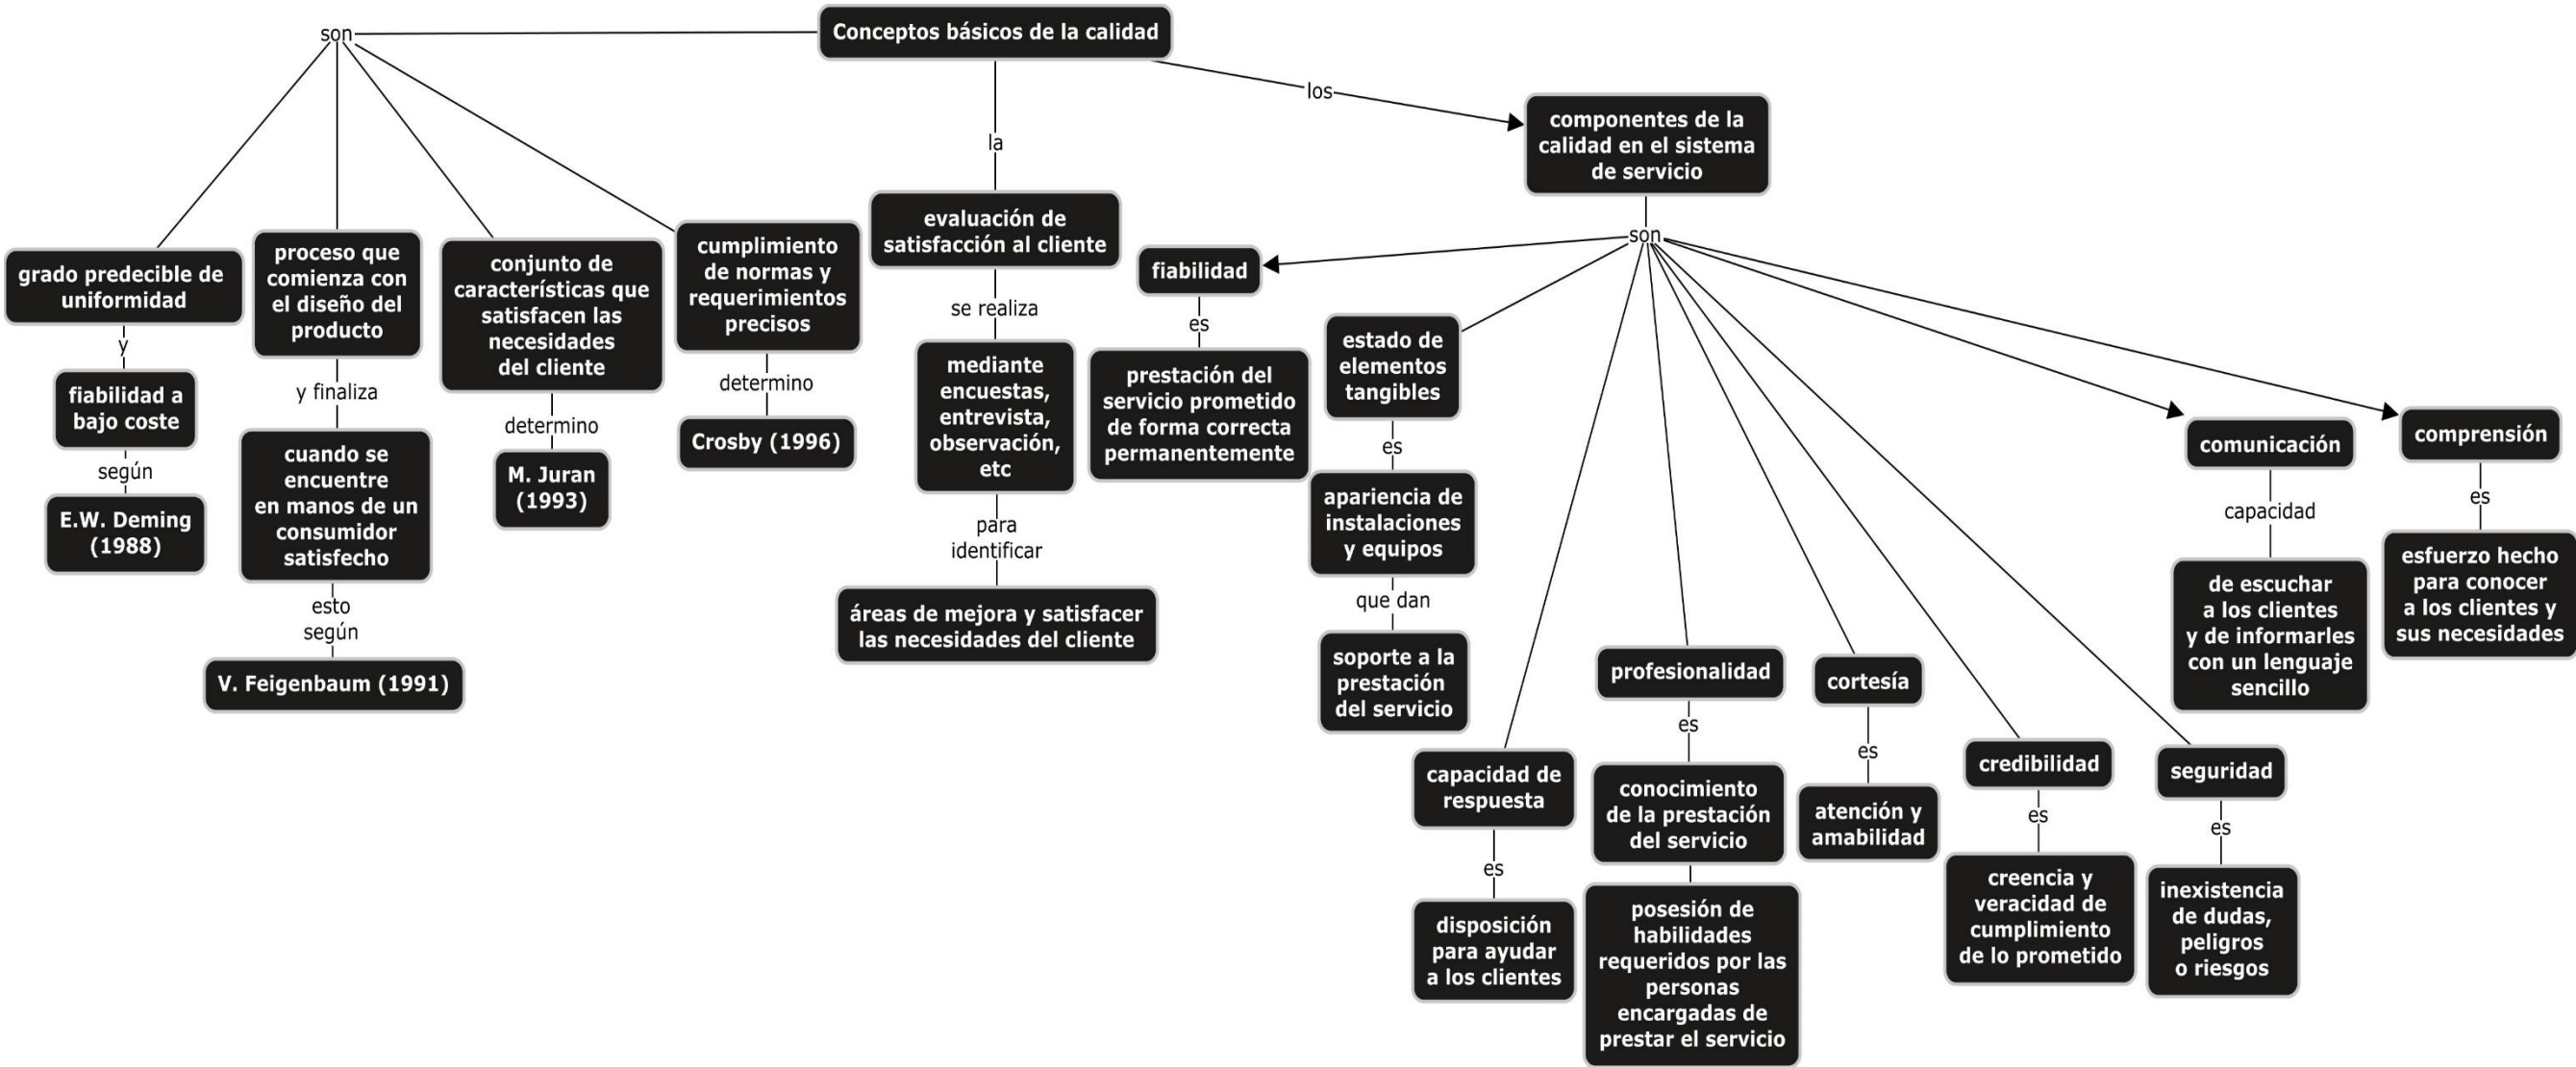 Conceptos básicos de la calidad
son
grado predecible de
uniformidad
y
fiabilidad a
bajo coste
según
E.W. Deming
(1988)
proceso que
comienza con
el diseño del
producto
y finaliza
cuando se
encuentre
en manos de un
consumidor
satisfecho
esto
según
V. Feigenbaum (1991)
conjunto de
características que
satisfacen las
necesidades
del cliente
determino
M. Juran
(1993)
cumplimiento
de normas y
requerimientos
precisos
determino
Crosby (1996)
la
evaluación de
satisfacción al cliente
se realiza
mediante
encuestas,
entrevista,
observación,
etc
para
identificar
áreas de mejora y satisfacer
las necesidades del cliente
los
componentes de la
calidad en el sistema
de servicio
son
fiabilidad
es
prestación del
servicio prometido
de forma correcta
permanentemente
estado de
elementos
tangibles
es
apariencia de
instalaciones
y equipos
que dan
soporte a la
prestación
del servicio
capacidad de
respuesta
es
disposición
para ayudar
a los clientes
profesionalidad
es
conocimiento
de la prestación
del servicio
posesión de
habilidades
requeridos por las
personas
encargadas de
prestar el servicio
cortesía
es
atención y
amabilidad
credibilidad
es
creencia y
veracidad de
cumplimiento
de lo prometido
seguridad
es
inexistencia
de dudas,
peligros
o riesgos
comunicación
capacidad
de escuchar
a los clientes
y de informarles
con un lenguaje
sencillo
comprensión
es
esfuerzo hecho
para conocer
a los clientes y
sus necesidades